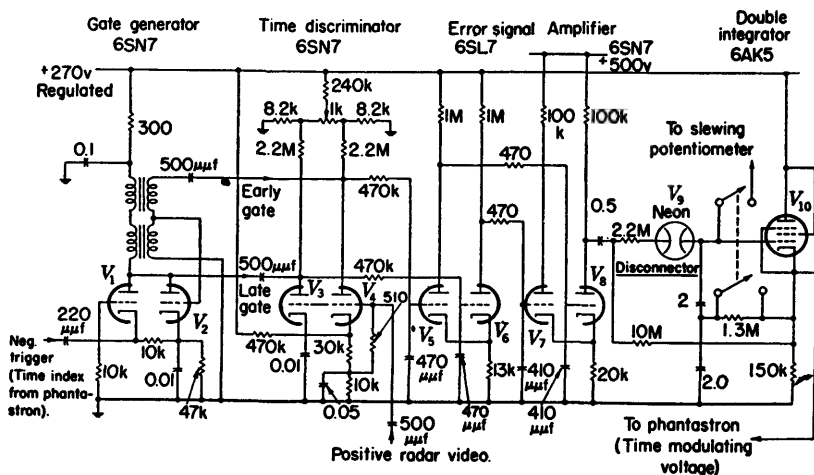 Gate generator
6SN7
Time discriminator
6SN7
Error signal Amplifier
6SL7
6SN7
+
500v
Double
integrator
6AK5
+270v
Regulated
300
0.1
240k
8.2k
1k
8.2k
2.2M
2.2M
1M
1M
100
k
100k
To slewing
potentiometer
500μμf
Early
gate
470k
470
470
V9
Neon
V10
0.5
2.2M
Disconnector
500μμf
Late
gate
470k
V1
V2
V3
V4
510
V5
V6
V7
V8
2
1.3M
220
μμf
Neg.
trigger
(Time index
from phanta-
stron).
10k
10k
0.01
47k
470k
0.01
30k
10k
0.05
500
μμf
Positive radar video.
470
μμf
470
μμf
13k
410
μμf
410
μμf
20k
10M
2.0
150k
To phantastron
(Time modulating
voltage)